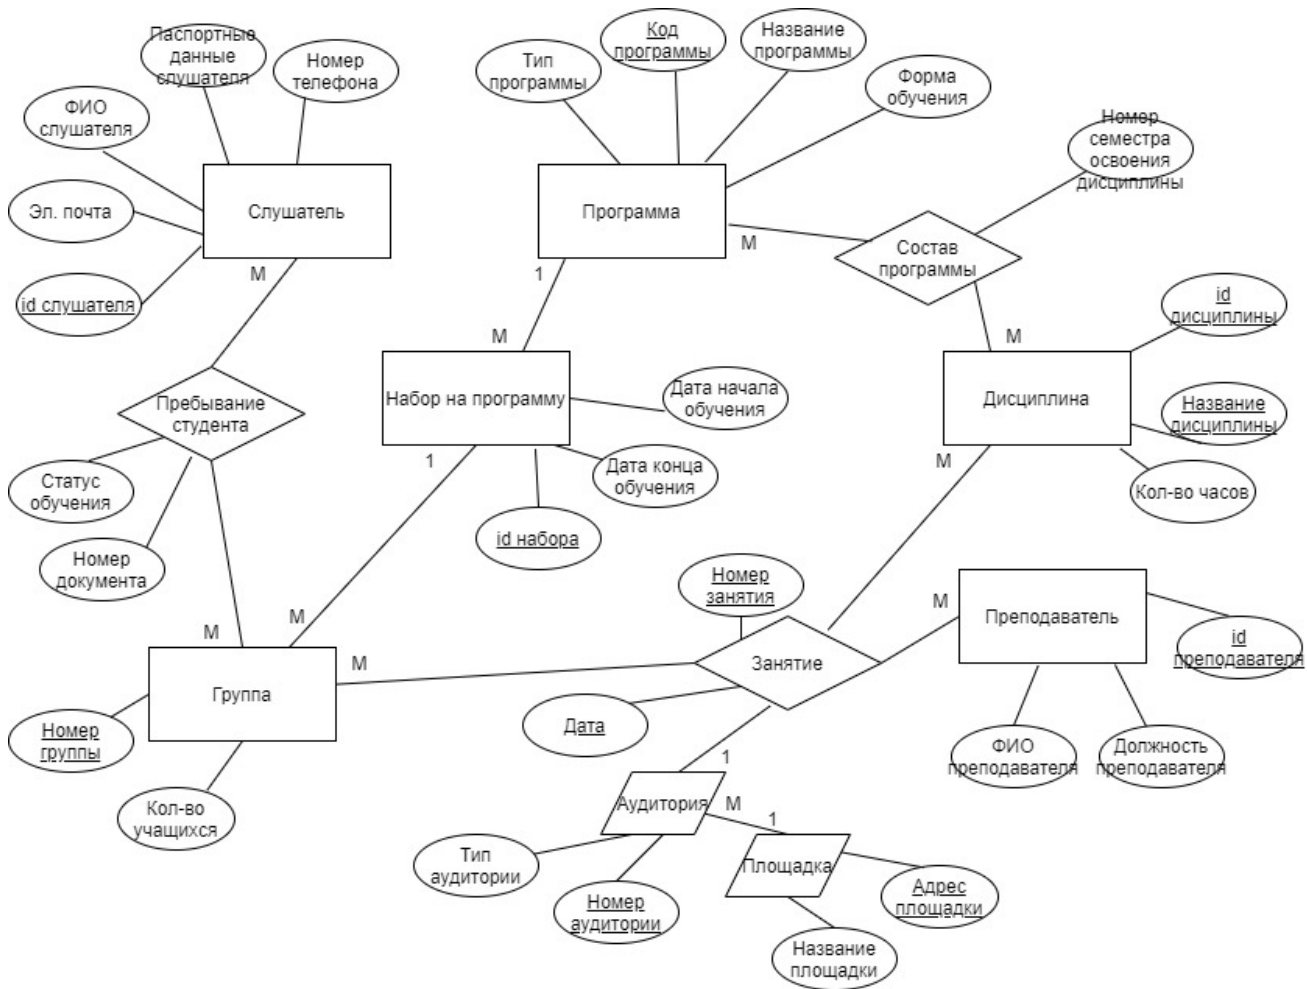 Паспортные
данные
слушателя
Номер
телефона
ФИО
слушателя
Эл. почта
id слушателя
Слушатель
М
Тип
программы
Код
программы
Название
программы
Форма
обучения
Программа
1
М
Номер
семестра
освоения
дисциплины
Состав
программы
М
id
дисциплины
Дисциплина
Название
дисциплины
Кол-во часов
М
М
Набор на программу
Дата начала
обучения
Дата конца
обучения
id набора
1
Пребывание
студента
Статус
обучения
Номер
документа
М
М
Группа
М
Номер
группы
Кол-во
учащихся
Номер
занятия
Занятие
Дата
М
Преподаватель
id
преподавателя
ФИО
преподавателя
Должность
преподавателя
1
Аудитория
М
1
Площадка
Тип
аудитории
Номер
аудитории
Адрес
площадки
Название
площадки